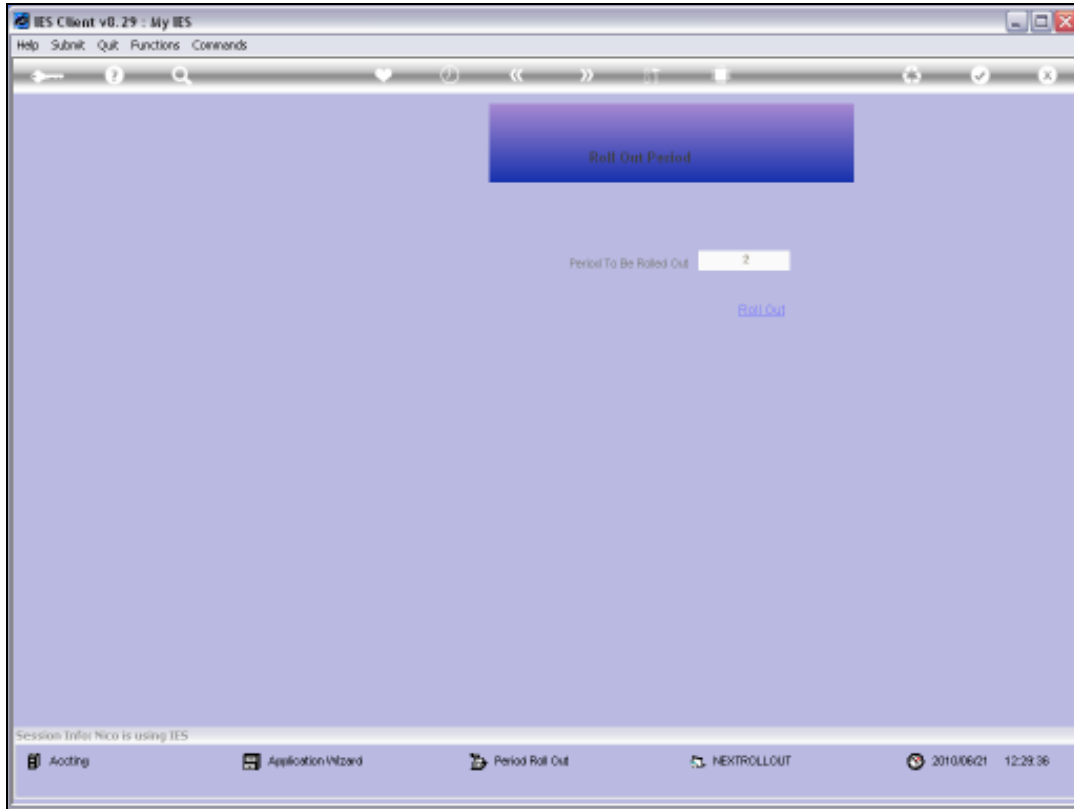 IES Client v8.29 : My IES
Help Submit Quit Functions Commands
Roll Out Period
Period To Be Rolled Out 2
Roll Out
Session Info: Nico is using IES
Accting Application Wizard Period Roll Out NEXTROLLOUT 2010/06/21 12:29:36